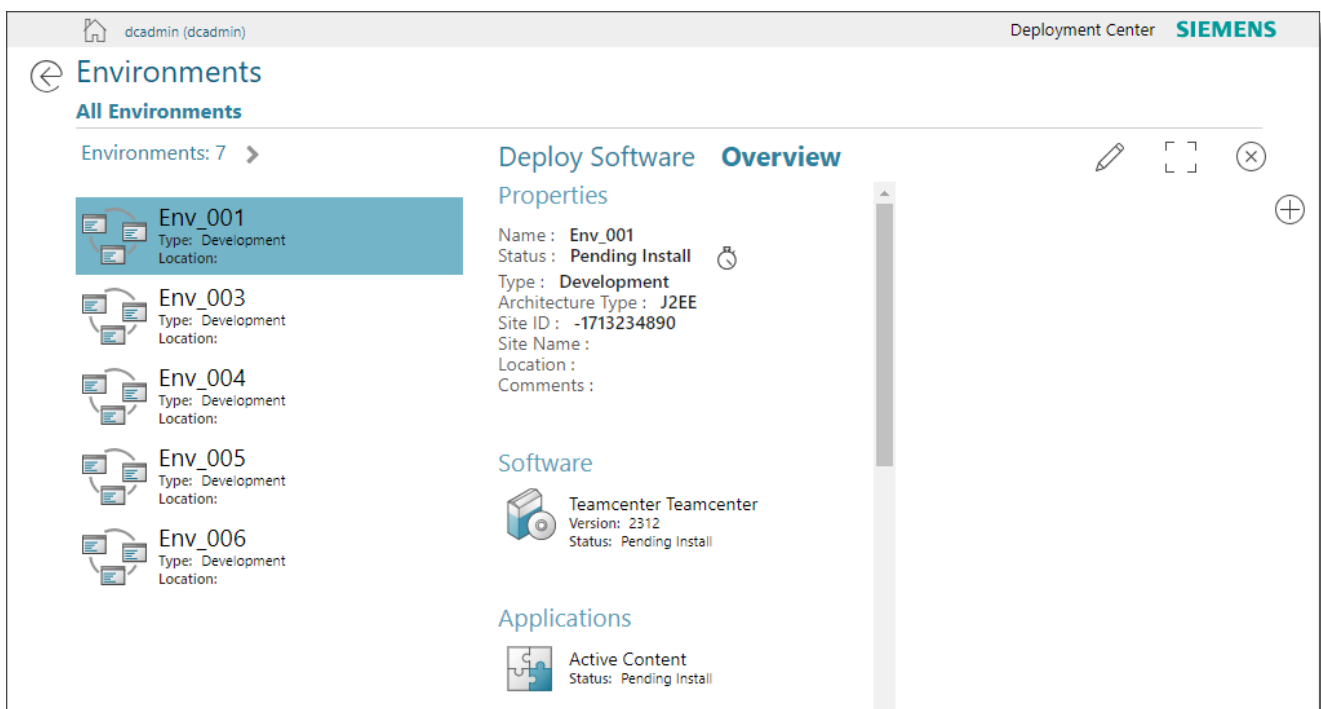 dcadmin (dcadmin)
Deployment Center SIEMENS
Environments
All Environments
Environments: 7
Env_001
Type: Development
Location:
Env_003
Type: Development
Location:
Env_004
Type: Development
Location:
Env_005
Type: Development
Location:
Env_006
Type: Development
Location:
Deploy Software Overview
Properties
Name : Env_001
Status : Pending Install
Type : Development
Architecture Type : J2EE
Site ID : -1713234890
Site Name :
Location :
Comments :
Software
Teamcenter Teamcenter
Version: 2312
Status: Pending Install
Applications
Active Content
Status: Pending Install